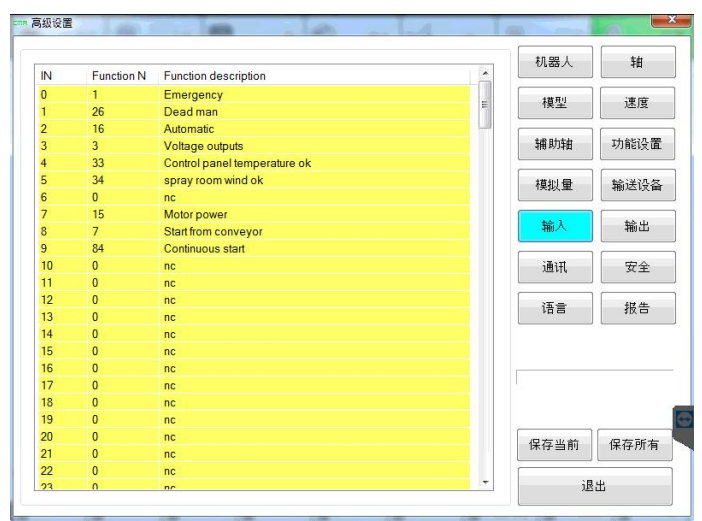 CMA 高级设置
IN Function N Function description
0 1 Emergency
1 26 Dead man
2 16 Automatic
3 3 Voltage outputs
4 33 Control panel temperature ok
5 34 spray room wind ok
6 0 nc
7 15 Motor power
8 7 Start from conveyor
9 84 Continuous start
10 0 nc
11 0 nc
12 0 nc
13 0 nc
14 0 nc
15 0 nc
16 0 nc
17 0 nc
18 0 nc
19 0 nc
20 0 nc
21 0 nc
22 0 nc
23 0 nc
机器人 轴
模型 速度
辅助轴 功能设置
模拟量 输送设备
输入 输出
通讯 安全
语言 报告
保存当前 保存所有
退出